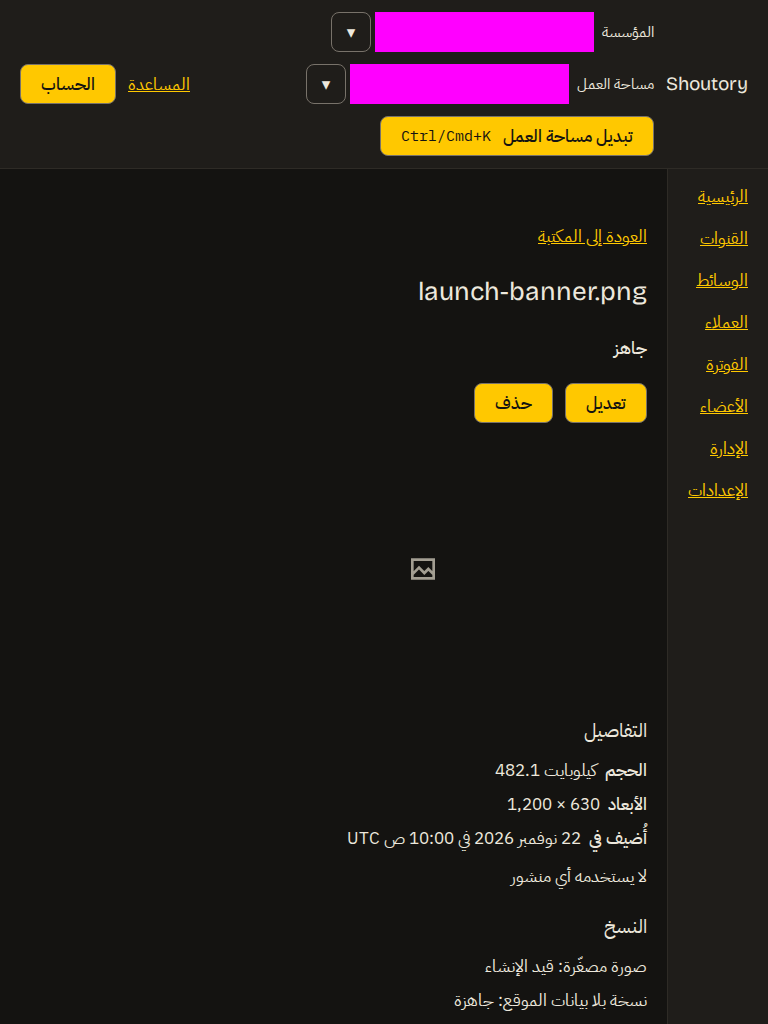 المؤسسة ▼
Shoutory
مساحة العمل ▼
تبديل مساحة العمل Ctrl/Cmd+K
المساعدة
الحساب
الرئيسية
القنوات
الوسائط
العملاء
الفوترة
الأعضاء
الإدارة
الإعدادات
العودة إلى المكتبة
launch-banner.png
جاهز
تعديل
حذف
التفاصيل
الحجم 482.1 كيلوبايت
الأبعاد 1,200 × 630
أُضيف في 22 نوفمبر 2026 في 10:00 ص UTC
لا يستخدمه أي منشور
النسخ
صورة مصغّرة: قيد الإنشاء
نسخة بلا بيانات الموقع: جاهزة